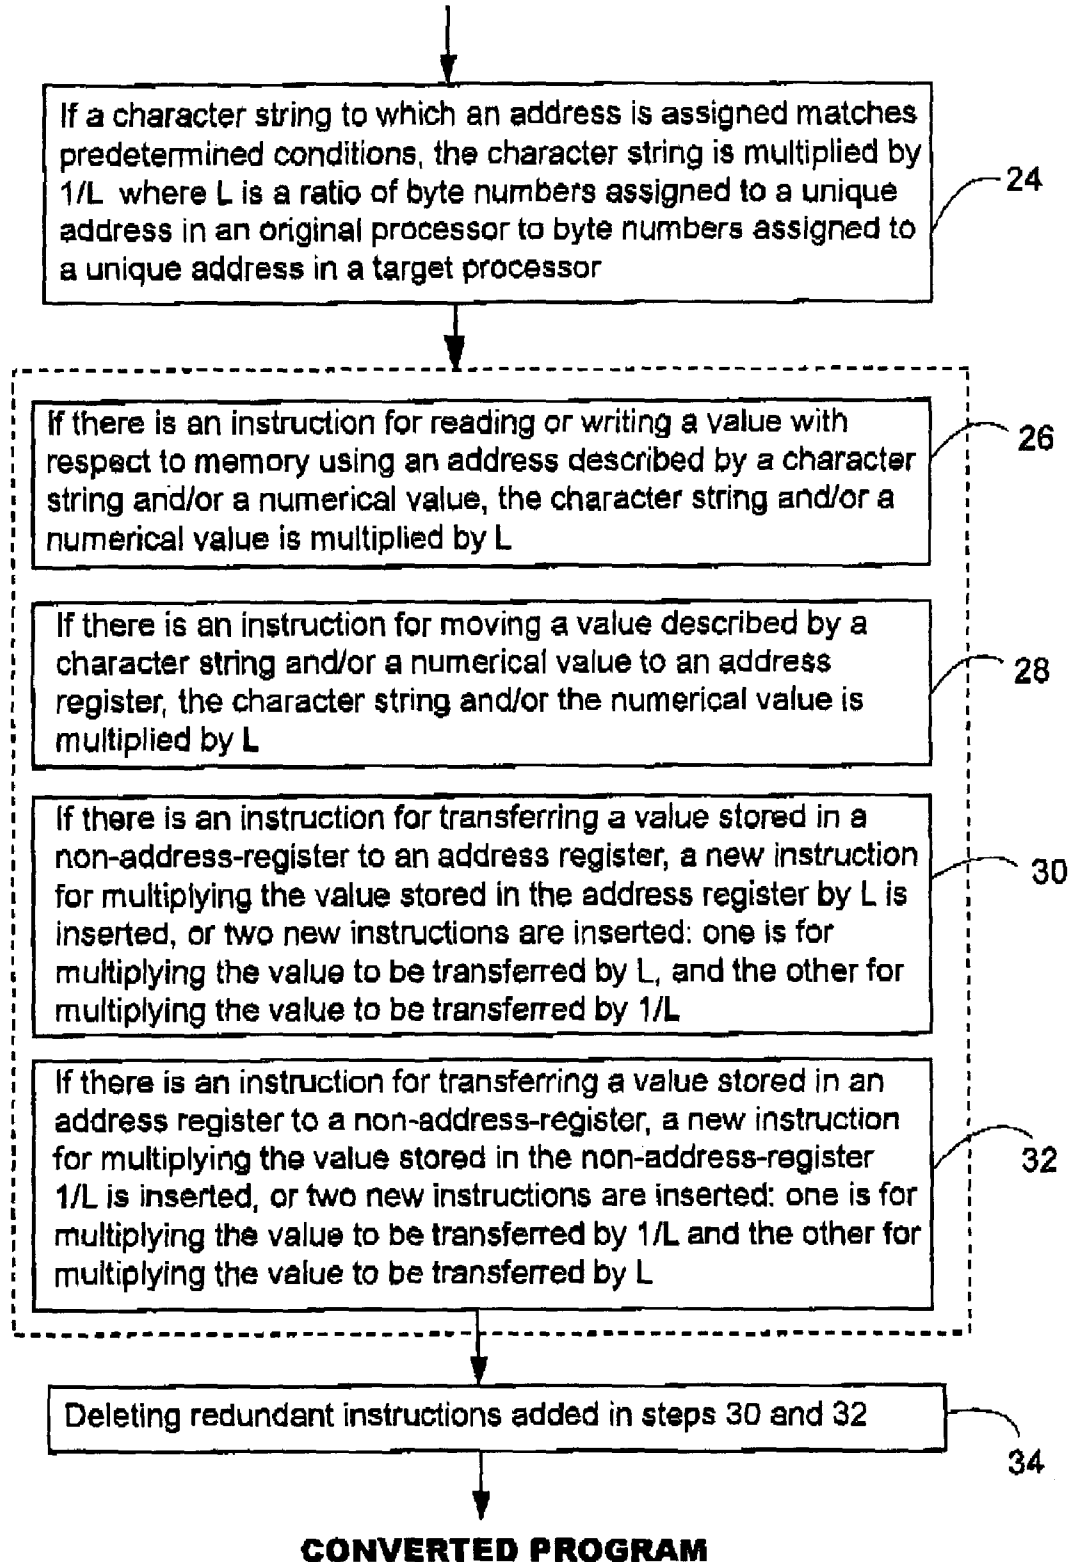 If a character string to which an address is assigned matches
predetermined conditions, the character string is multiplied by
1/L where L is a ratio of byte numbers assigned to a unique
address in an original processor to byte numbers assigned to
a unique address in a target processor
24
If there is an instruction for reading or writing a value with
respect to memory using an address described by a character
string and/or a numerical value, the character string and/or a
numerical value is multiplied by L
26
If there is an instruction for moving a value described by a
character string and/or a numerical value to an address
register, the character string and/or the numerical value is
multiplied by L
28
If there is an instruction for transferring a value stored in a
non-address-register to an address register, a new instruction
for multiplying the value stored in the address register by L is
inserted, or two new instructions are inserted: one is for
multiplying the value to be transferred by L, and the other for
multiplying the value to be transferred by 1/L
30
If there is an instruction for transferring a value stored in an
address register to a non-address-register, a new instruction
for multiplying the value stored in the non-address-register
1/L is inserted, or two new instructions are inserted: one is for
multiplying the value to be transferred by 1/L and the other for
multiplying the value to be transferred by L
32
Deleting redundant instructions added in steps 30 and 32
34
CONVERTED PROGRAM